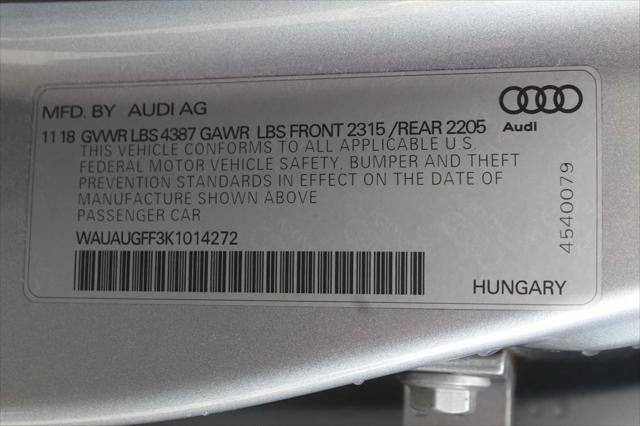 MFD. BY AUDI AG
11 18 GVWR LBS 4387 GAWR LBS FRONT 2315 /REAR 2205
Audi
THIS VEHICLE CONFORMS TO ALL APPLICABLE U.S.
FEDERAL MOTOR VEHICLE SAFETY, BUMPER AND THEFT
PREVENTION STANDARDS IN EFFECT ON THE DATE OF
MANUFACTURE SHOWN ABOVE
PASSENGER CAR
WAUAUGFF3K1014272
HUNGARY
4540079